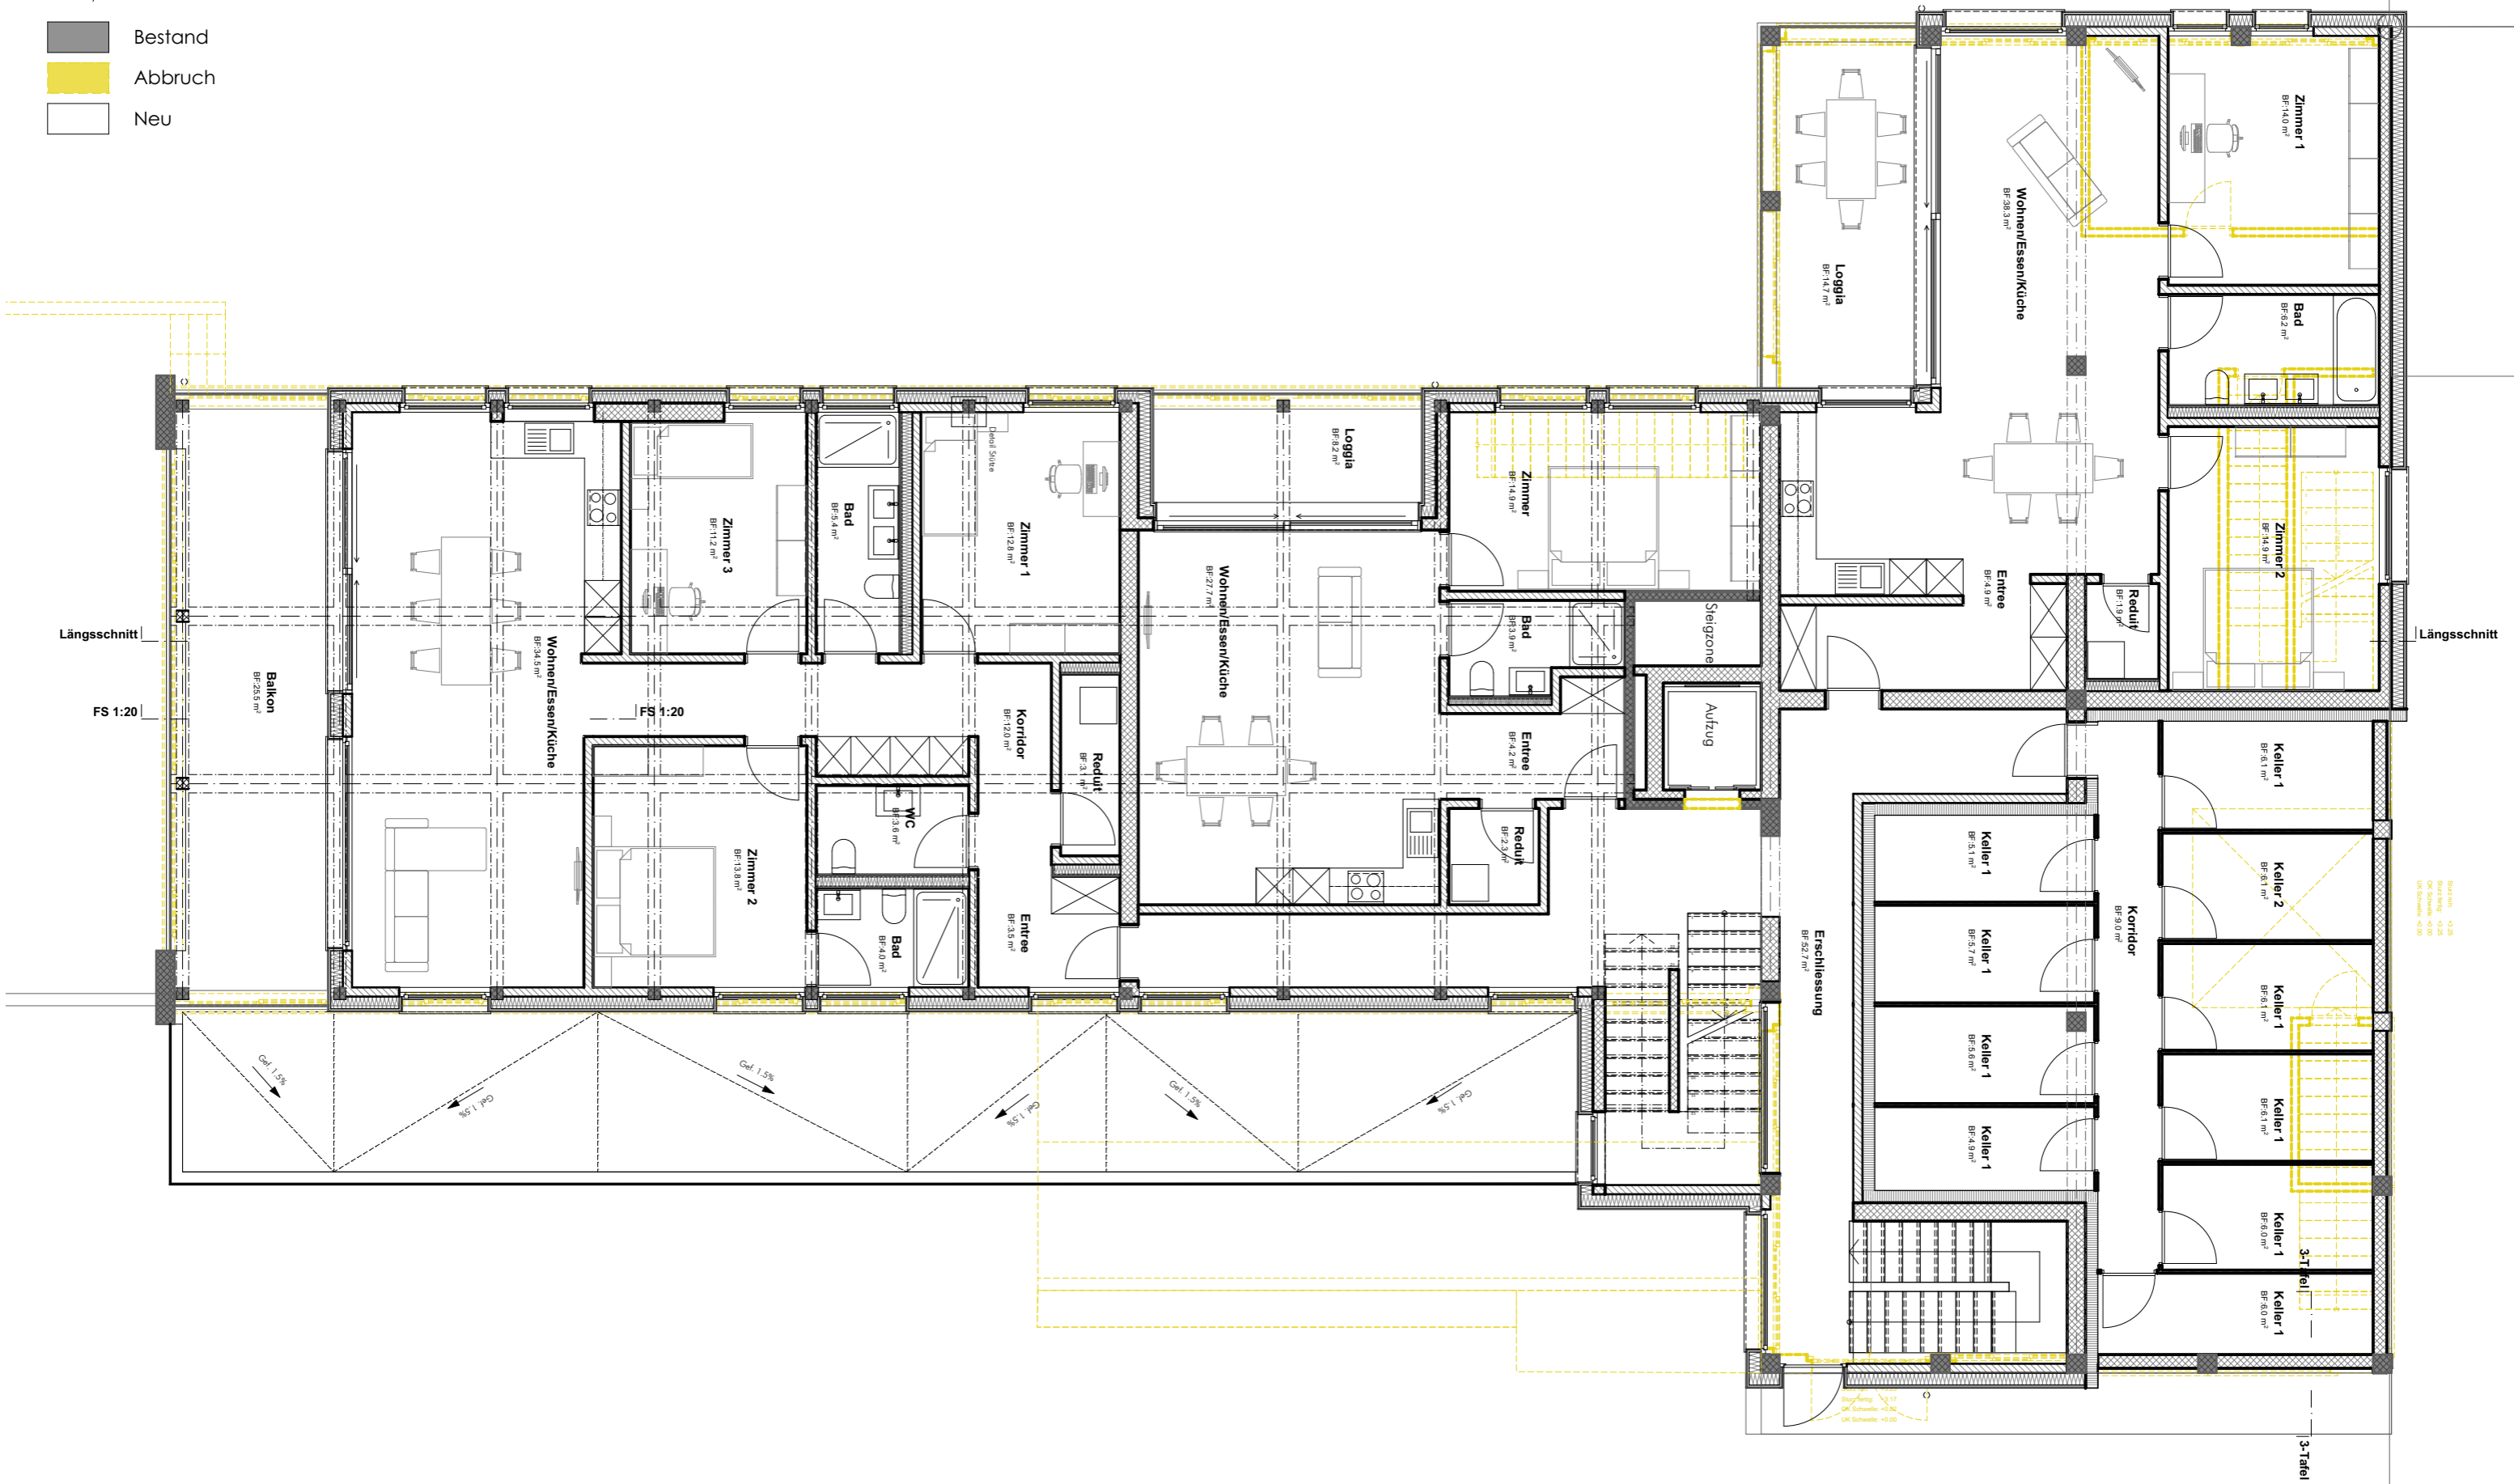 Bestand
Abbruch
Neu
Zimmer 1
BF:14.0 m²
Wohnen/Essen/Küche
BF:38.3 m²
Loggia
BF:14.7 m²
Bad
BF:6.2 m²
Zimmer 2
BF:14.9 m²
Entree
BF:4.9 m²
Reduit
BF:1.9 m²
Längsschnitt
Längsschnitt
FS 1:20
FS 1:20
Balkon
BF:25.5 m²
Wohnen/Essen/Küche
BF:34.5 m²
Zimmer 3
BF:11.2 m²
Bad
BF:5.4 m²
Detail Stütze
Zimmer 1
BF:12.8 m²
Korridor
BF:12.0 m²
Reduit
BF:3.1 m²
WC
BF:3.6 m²
Zimmer 2
BF:13.8 m²
Bad
BF:4.0 m²
Entree
BF:3.5 m²
Loggia
BF:8.2 m²
Wohnen/Essen/Küche
BF:27.7 m²
Zimmer
BF:14.9 m²
Bad
BF:3.9 m²
Steigzone
Aufzug
Entree
BF:4.2 m²
Reduit
BF:2.3 m²
Erschliessung
BF:52.7 m²
Keller 1
BF:5.1 m²
Keller 1
BF:5.7 m²
Keller 1
BF:5.6 m²
Keller 1
BF:4.9 m²
Korridor
BF:9.0 m²
Keller 1
BF:6.1 m²
Keller 2
BF:6.1 m²
Keller 1
BF:6.1 m²
Keller 1
BF:6.1 m²
Keller 1
BF:6.0 m²
Keller 1
BF:6.0 m²
3-Tafel
3-Tafel
Gef. 1.5%
Gef. 1.5%
Gef. 1.5%
Gef. 1.5%
Gef. 1.5%
Gef. 1.5%
OK Schwelle: +0.00